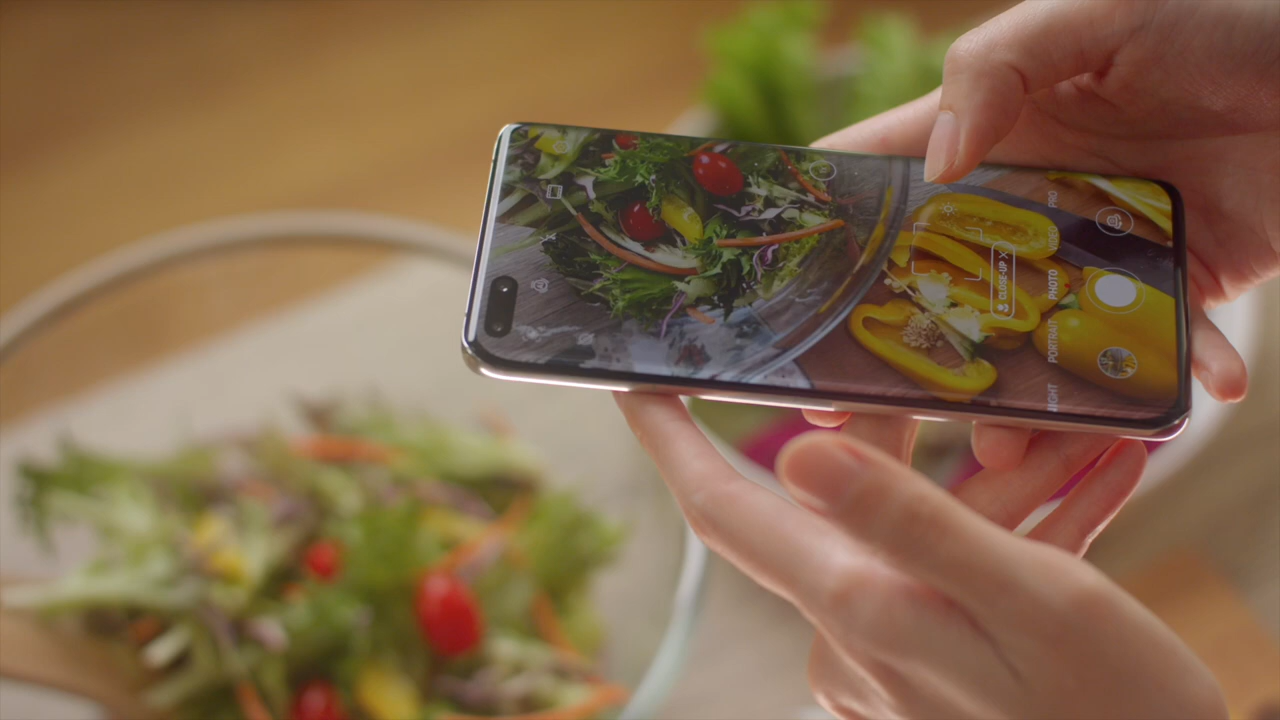 PRO
VIDEO
PHOTO
PORTRAIT
NIGHT
CLOSE-UP X